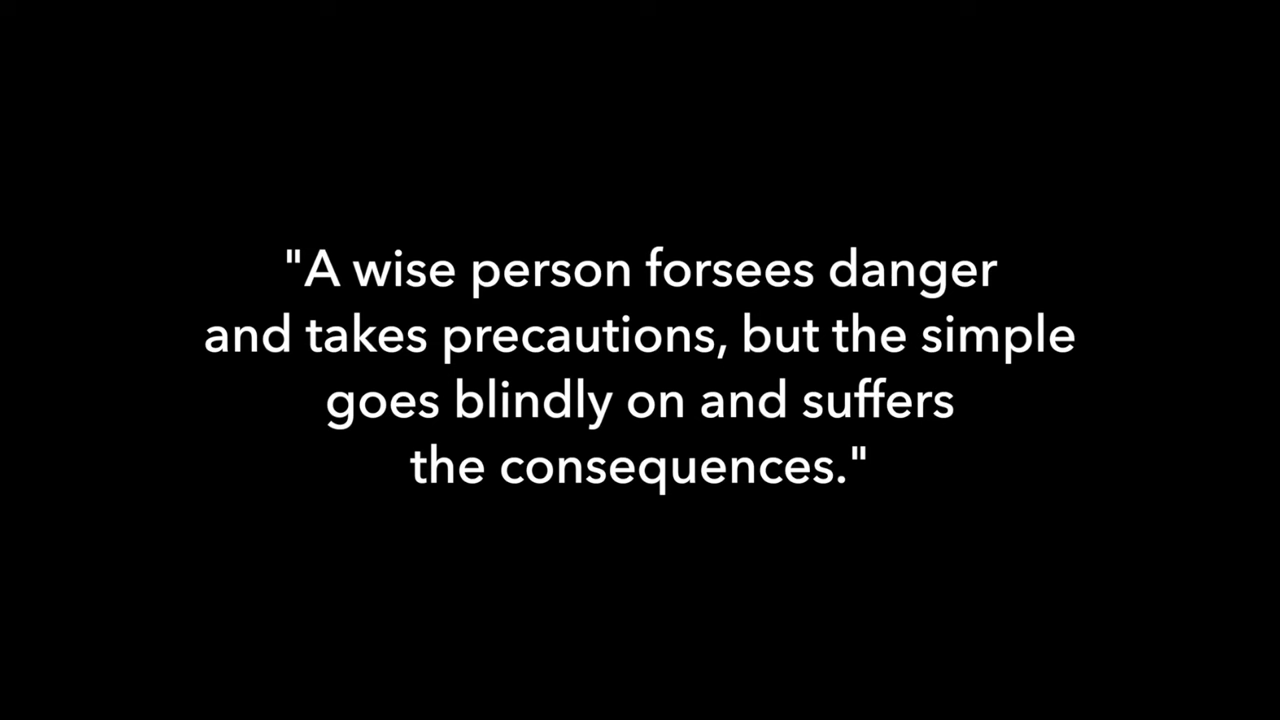 "A wise person forsees danger
and takes precautions, but the simple
goes blindly on and suffers
the consequences."